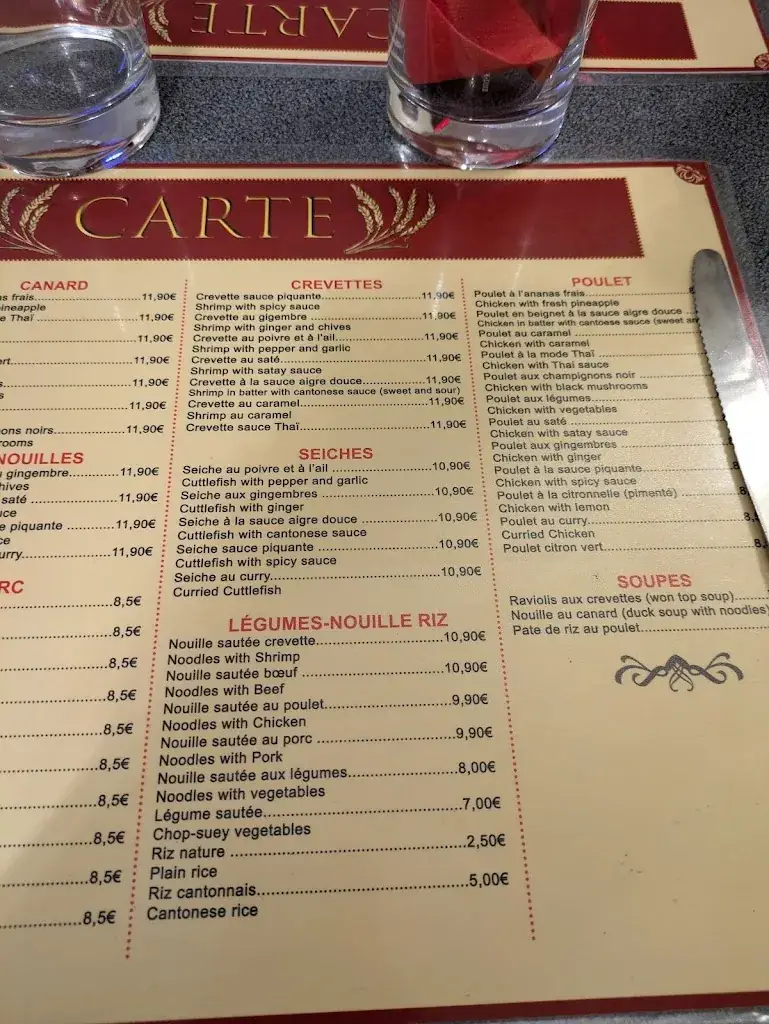 CARTE
CARTE
CANARD
frais..............................11,90€
pineapple
Thaï..............................11,90€
..............................11,90€
..............................11,90€
..............................11,90€
..............................11,90€
noirs..............................11,90€
NOUILLES
gingembre..............................11,90€
saté ..............................11,90€
piquante ..............................11,90€
..............................11,90€
..............................8,5€
..............................8,5€
..............................8,5€
..............................8,5€
..............................8,5€
..............................8,5€
..............................8,5€
..............................8,5€
..............................8,5€
..............................8,5€
CREVETTES
Crevette sauce piquante..............................11,90€
Shrimp with spicy sauce
Crevette au gigembre ..............................11,90€
Shrimp with ginger and chives
Crevette au poivre et à l'ail..............................11,90€
Shrimp with pepper and garlic
Crevette au saté..............................11,90€
Shrimp with satay sauce
Crevette à la sauce aigre douce..............................11,90€
Shrimp in batter with cantonese sauce (sweet and sour)
Crevette au caramel..............................11,90€
Shrimp au caramel
Crevette sauce Thaï..............................11,90€
SEICHES
Seiche au poivre et à l'ail ..............................10,90€
Cuttlefish with pepper and garlic
Seiche aux gingembres ..............................10,90€
Cuttlefish with ginger
Seiche à la sauce aigre douce ..............................10,90€
Cuttlefish with cantonese sauce
Seiche sauce piquante ..............................10,90€
Cuttlefish with spicy sauce
Seiche au curry..............................10,90€
Curried Cuttlefish
LÉGUMES-NOUILLE RIZ
Nouille sautée crevette..............................10,90€
Noodles with Shrimp
Nouille sautée bœuf ..............................10,90€
Noodles with Beef
Nouille sautée au poulet..............................9,90€
Noodles with Chicken
Nouille sautée au porc ..............................9,90€
Noodles with Pork
Nouille sautée aux légumes..............................8,00€
Noodles with vegetables
Légume sautée..............................7,00€
Chop-suey vegetables
Riz nature ..............................2,50€
Plain rice
Riz cantonnais..............................5,00€
Cantonese rice
POULET
Poulet à l'ananas frais..............................
Chicken with fresh pineapple
Poulet en beignet à la sauce aigre douce ..............................
Chicken in batter with cantoese sauce (sweet
Poulet au caramel ..............................
Chicken with caramel
Poulet à la mode Thaï..............................
Chicken with Thai sauce
Poulet aux champignons noir ..............................
Chicken with black mushrooms
Poulet aux légumes..............................
Chicken with vegetables
Poulet au saté..............................
Chicken with satay sauce
Poulet aux gingembres ..............................
Chicken with ginger
Poulet à la sauce piquante..............................
Chicken with spicy sauce
Poulet à la citronnelle (pimenté) ..............................
Chicken with lemon
Poulet au curry..............................
Curried Chicken
Poulet citron vert..............................
SOUPES
Raviolis aux crevettes (won top soup)..............................
Nouille au canard (duck soup with noodles)
Pate de riz au poulet..............................